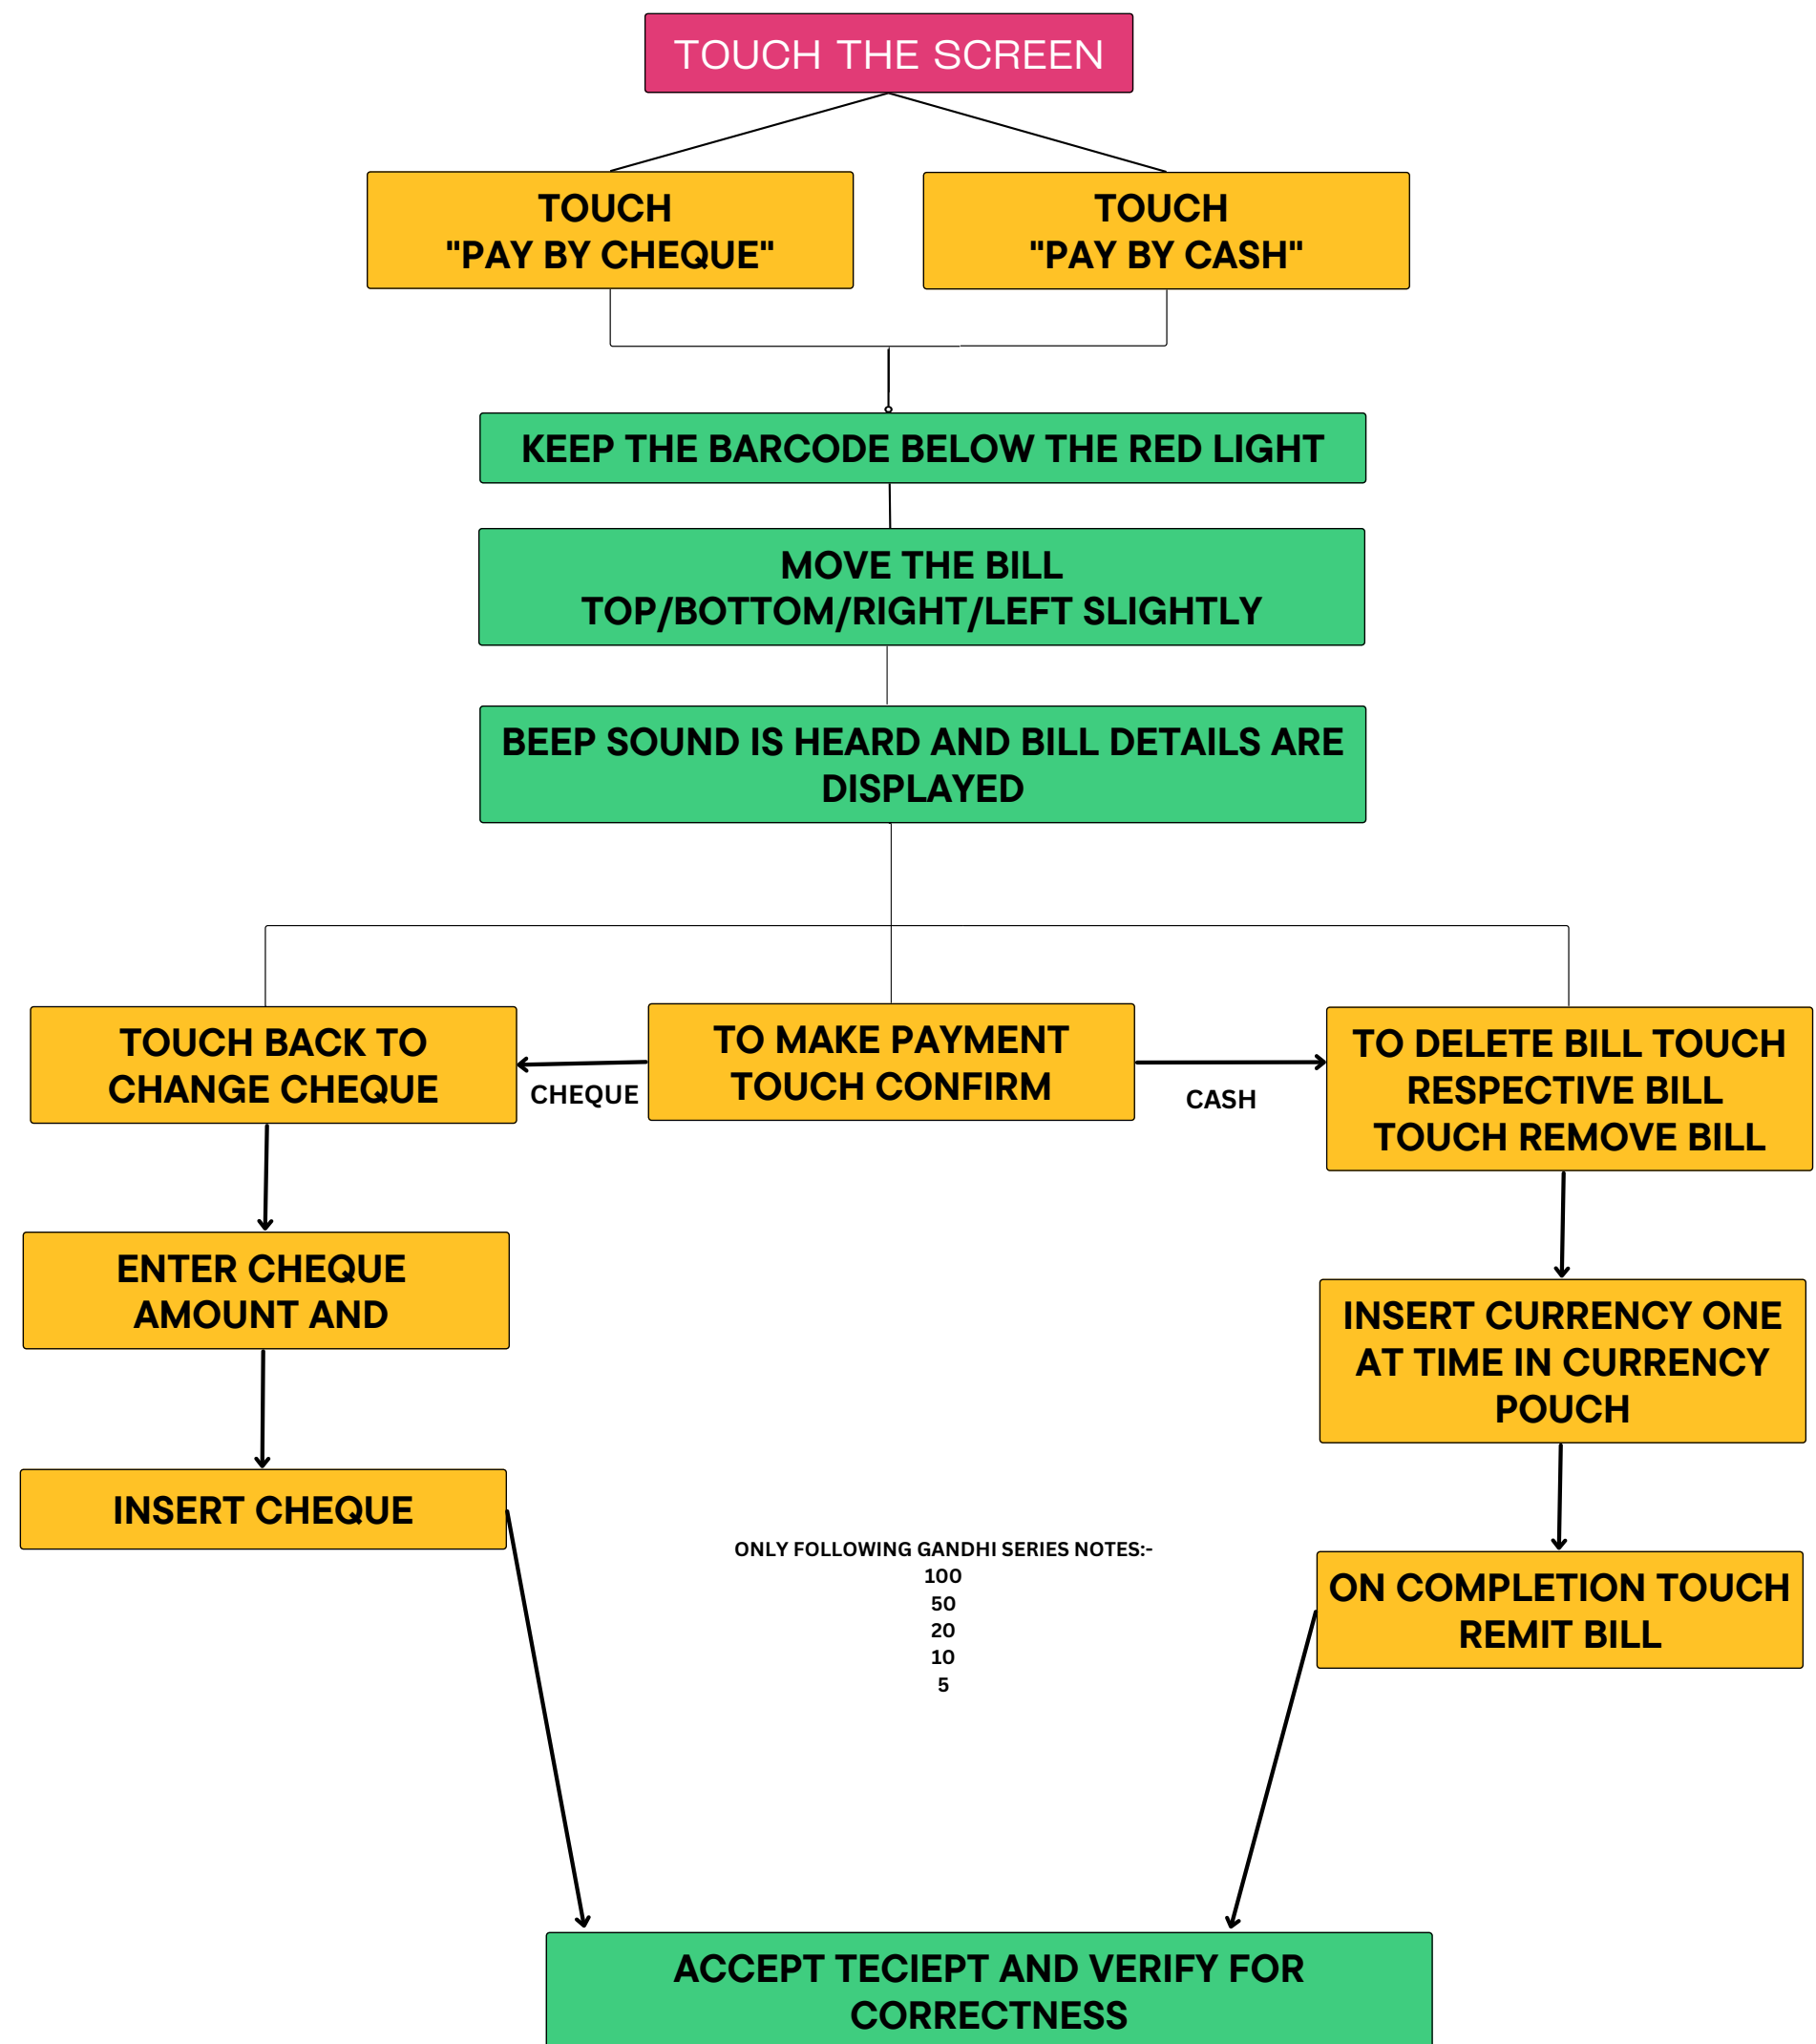 TOUCH THE SCREEN
TOUCH
"PAY BY CHEQUE"
TOUCH
"PAY BY CASH"
KEEP THE BARCODE BELOW THE RED LIGHT
MOVE THE BILL
TOP/BOTTOM/RIGHT/LEFT SLIGHTLY
BEEP SOUND IS HEARD AND BILL DETAILS ARE
DISPLAYED
TOUCH BACK TO
CHANGE CHEQUE
CHEQUE
TO MAKE PAYMENT
TOUCH CONFIRM
CASH
TO DELETE BILL TOUCH
RESPECTIVE BILL
TOUCH REMOVE BILL
ENTER CHEQUE
AMOUNT AND
INSERT CURRENCY ONE
AT TIME IN CURRENCY
POUCH
INSERT CHEQUE
ONLY FOLLOWING GANDHI SERIES NOTES:-
100
50
20
10
5
ON COMPLETION TOUCH
REMIT BILL
ACCEPT TECIEPT AND VERIFY FOR
CORRECTNESS